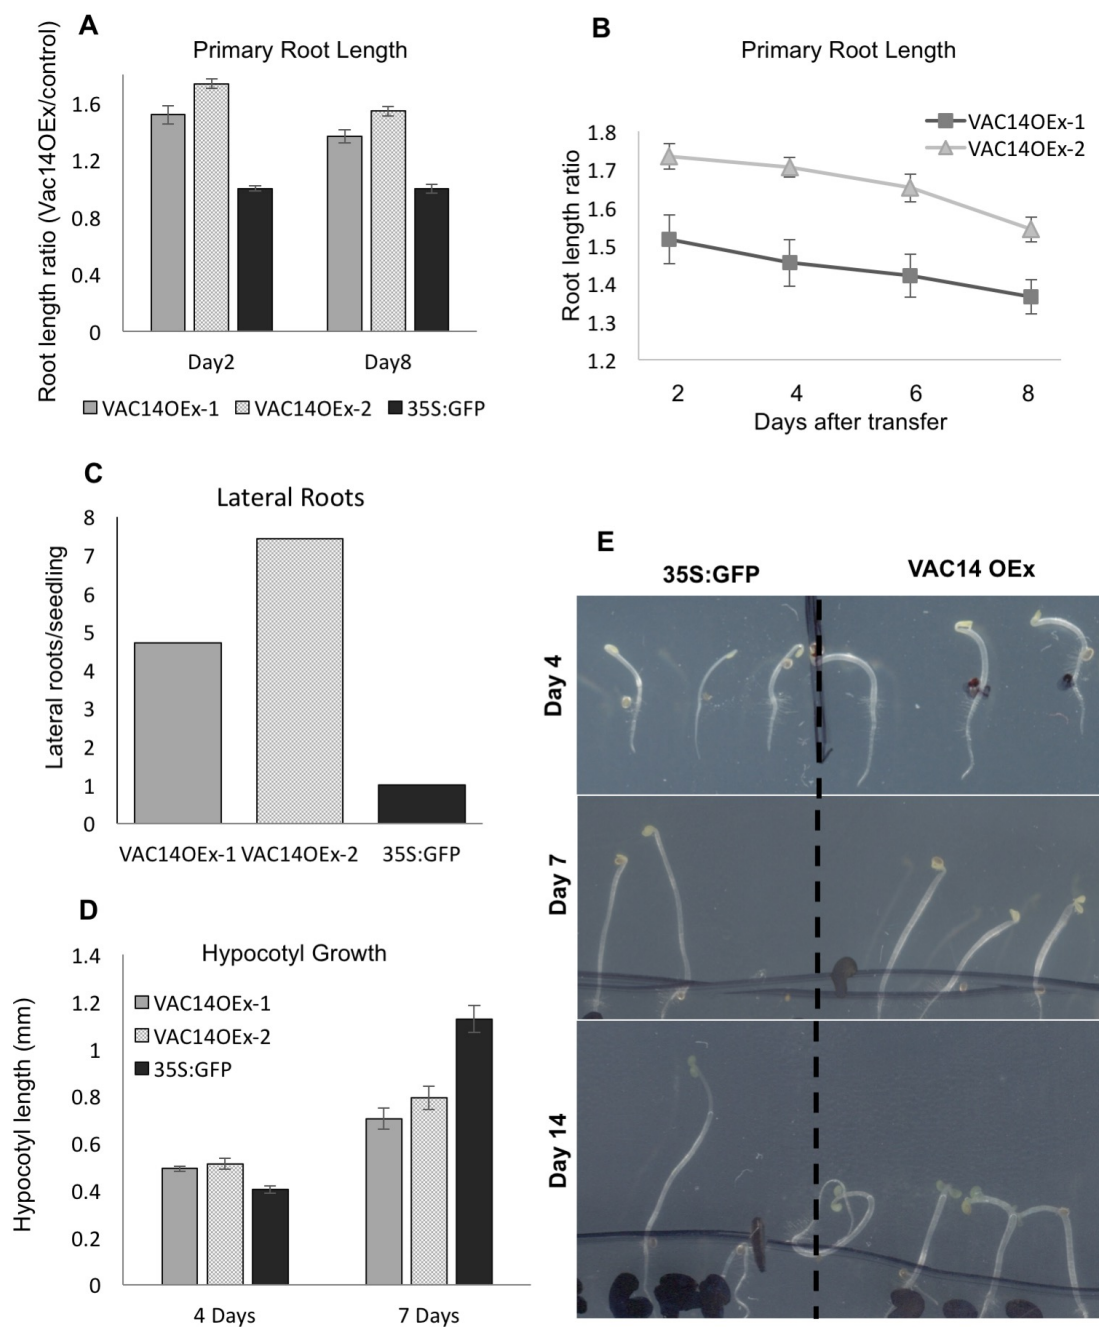 A
Primary Root Length
Root length ratio (Vac14OEx/control)
1.6
1.2
0.8
0.4
0
Day2 Day8
VAC14OEx-1 VAC14OEx-2 35S:GFP
B
Primary Root Length
VAC14OEx-1
VAC14OEx-2
Root length ratio
1.8
1.7
1.6
1.5
1.4
1.3
1.2
2 4 6 8
Days after transfer
C
Lateral Roots
Lateral roots/seedling
8
7
6
5
4
3
2
1
0
VAC14OEx-1 VAC14OEx-2 35S:GFP
D
Hypocotyl Growth
Hypocotyl length (mm)
1.4
1.2
1
0.8
0.6
0.4
0.2
0
VAC14OEx-1
VAC14OEx-2
35S:GFP
4 Days 7 Days
E
35S:GFP VAC14 OEx
Day 4
Day 7
Day 14